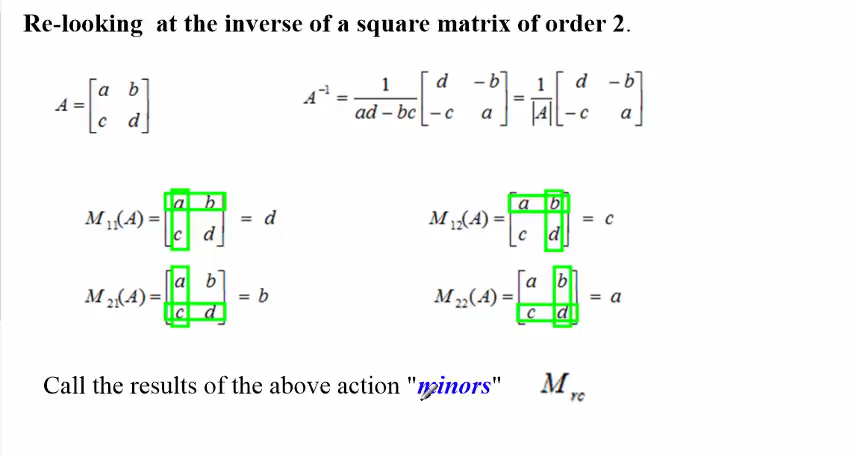 Re-looking at the inverse of a square matrix of order 2.
A = [a b; c d]   A⁻¹ = 1/(ad − bc) [d −b; −c a] = 1/|A| [d −b; −c a]
M₁₁(A) = [a b; c d] = d   M₁₂(A) = [a b; c d] = c
M₂₁(A) = [a b; c d] = b   M₂₂(A) = [a b; c d] = a
Call the results of the above action "minors"   M rc